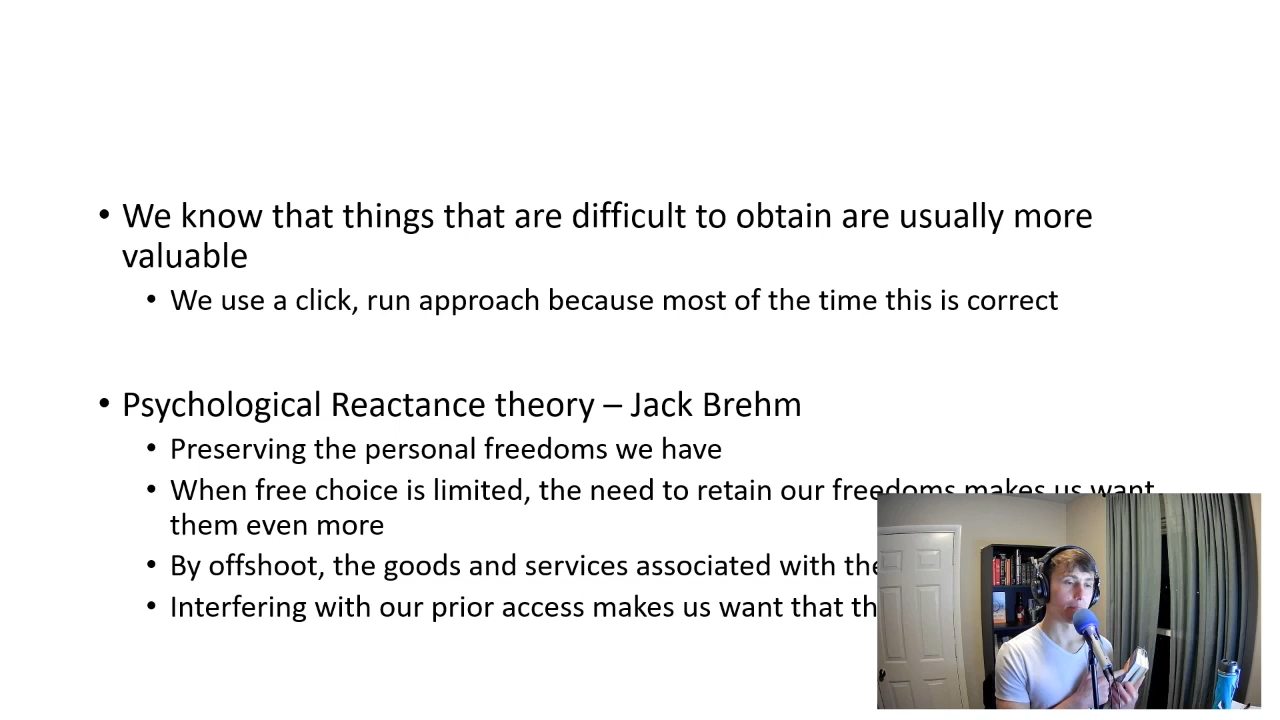 • We know that things that are difficult to obtain are usually more
valuable
• We use a click, run approach because most of the time this is correct
• Psychological Reactance theory – Jack Brehm
• Preserving the personal freedoms we have
• When free choice is limited, the need to retain our freedoms makes us want
them even more
• By offshoot, the goods and services associated with
• Interfering with our prior access makes us want that